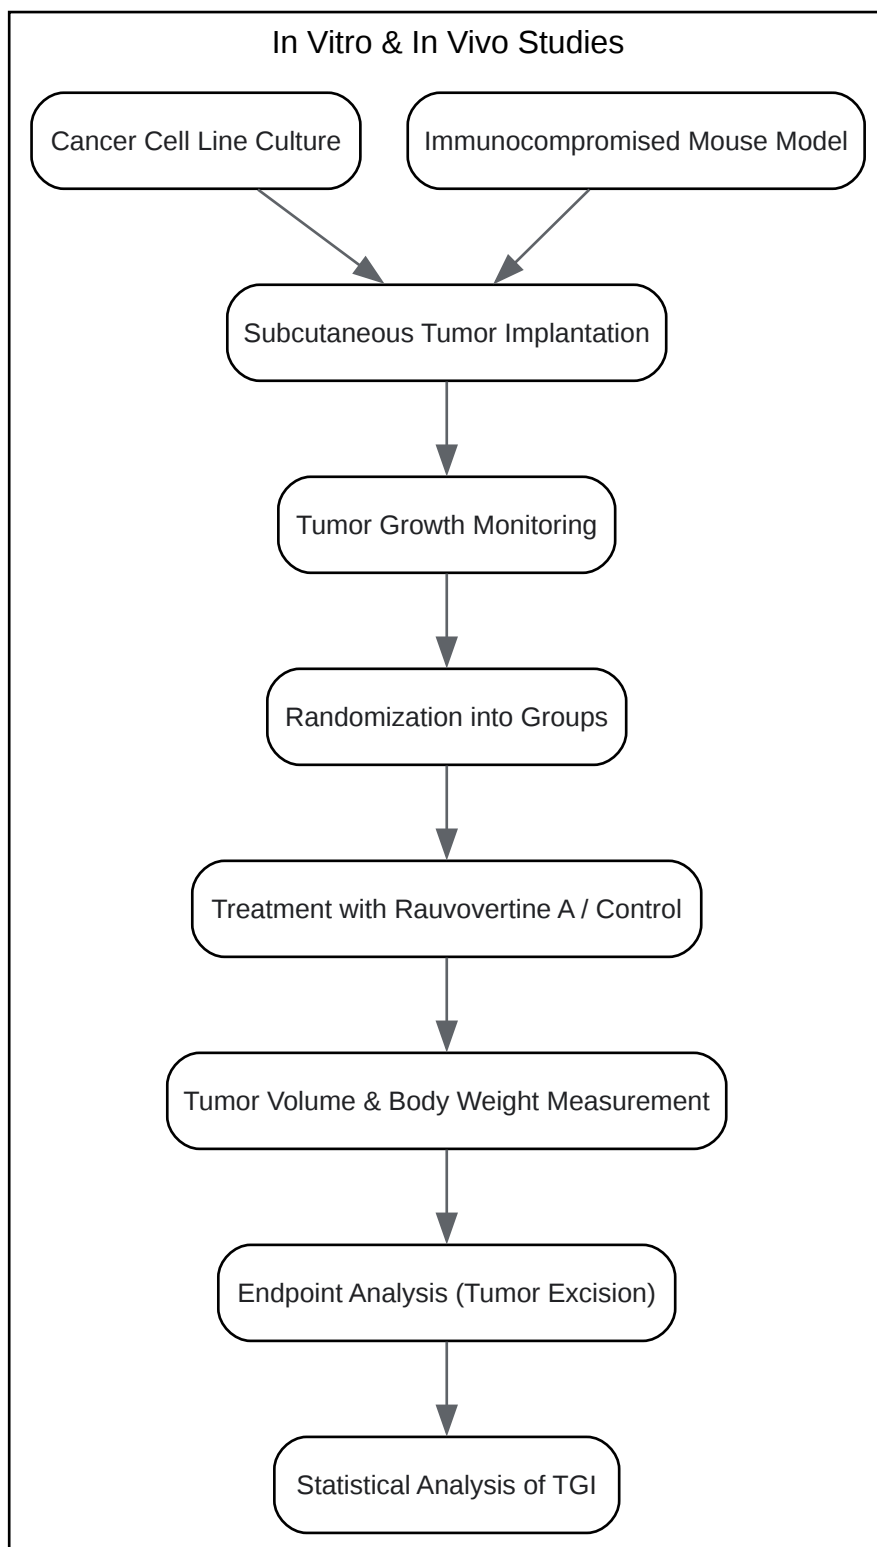 In Vitro & In Vivo Studies
Cancer Cell Line Culture
Immunocompromised Mouse Model
Subcutaneous Tumor Implantation
Tumor Growth Monitoring
Randomization into Groups
Treatment with Rauvovertine A / Control
Tumor Volume & Body Weight Measurement
Endpoint Analysis (Tumor Excision)
Statistical Analysis of TGI